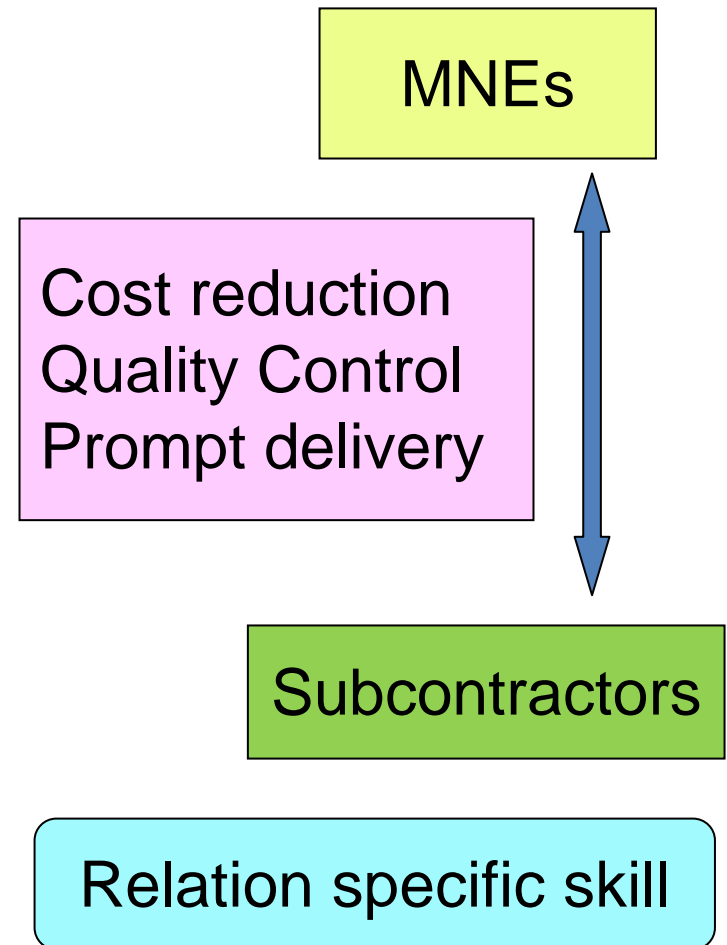 MNEs
Cost reduction
Quality Control
Prompt delivery
Subcontractors
Relation specific skill